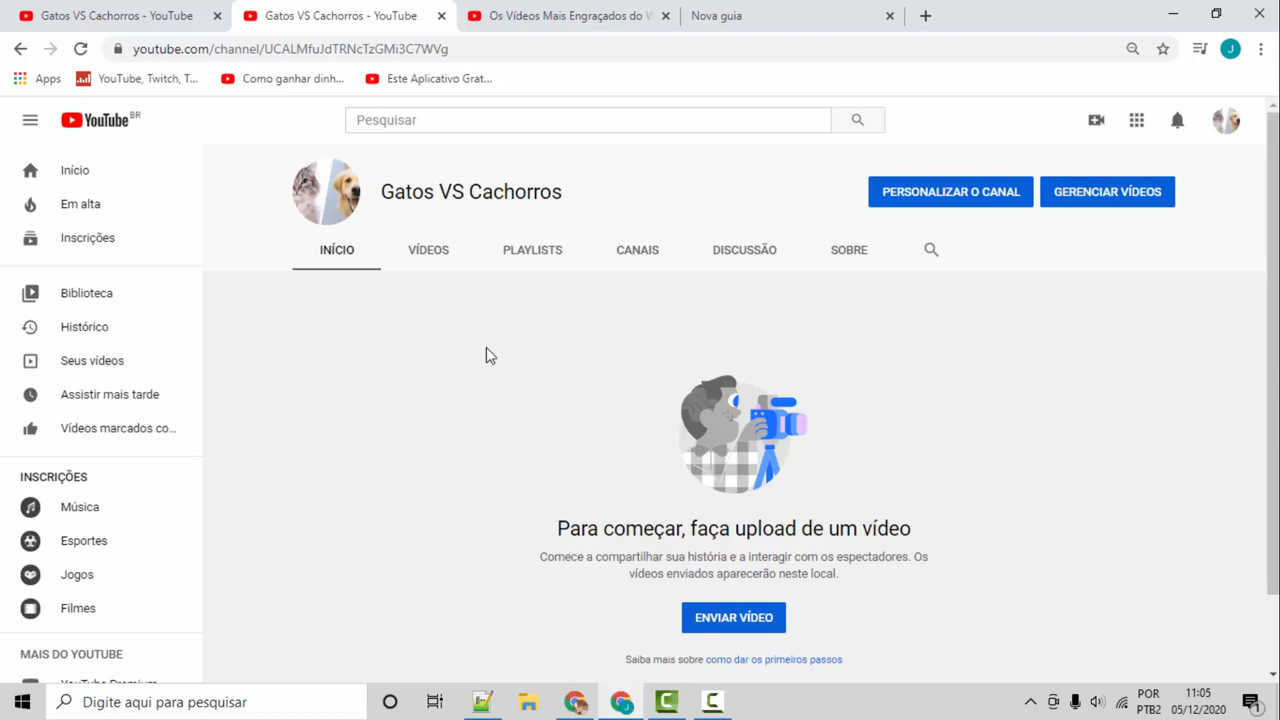 Gatos VS Cachorros - YouTube
Gatos VS Cachorros - YouTube
Os Vídeos Mais Engraçados do
Nova guia
youtube.com/channel/UCALMfuJdTRNcTzGMi3C7WVg
J
Apps
YouTube, Twitch, T...
Como ganhar dinh...
Este Aplicativo Grat...
YouTube BR
Pesquisar
Início
Em alta
Inscrições
Biblioteca
Histórico
Seus vídeos
Assistir mais tarde
Vídeos marcados co...
INSCRIÇÕES
Música
Esportes
Jogos
Filmes
MAIS DO YOUTUBE
YouTube Premium
Gatos VS Cachorros
PERSONALIZAR O CANAL
GERENCIAR VÍDEOS
INÍCIO
VÍDEOS
PLAYLISTS
CANAIS
DISCUSSÃO
SOBRE
Para começar, faça upload de um vídeo
Comece a compartilhar sua história e a interagir com os espectadores. Os
vídeos enviados aparecerão neste local.
ENVIAR VÍDEO
Saiba mais sobre como dar os primeiros passos
Digite aqui para pesquisar
POR
PTB2
11:05
05/12/2020
1